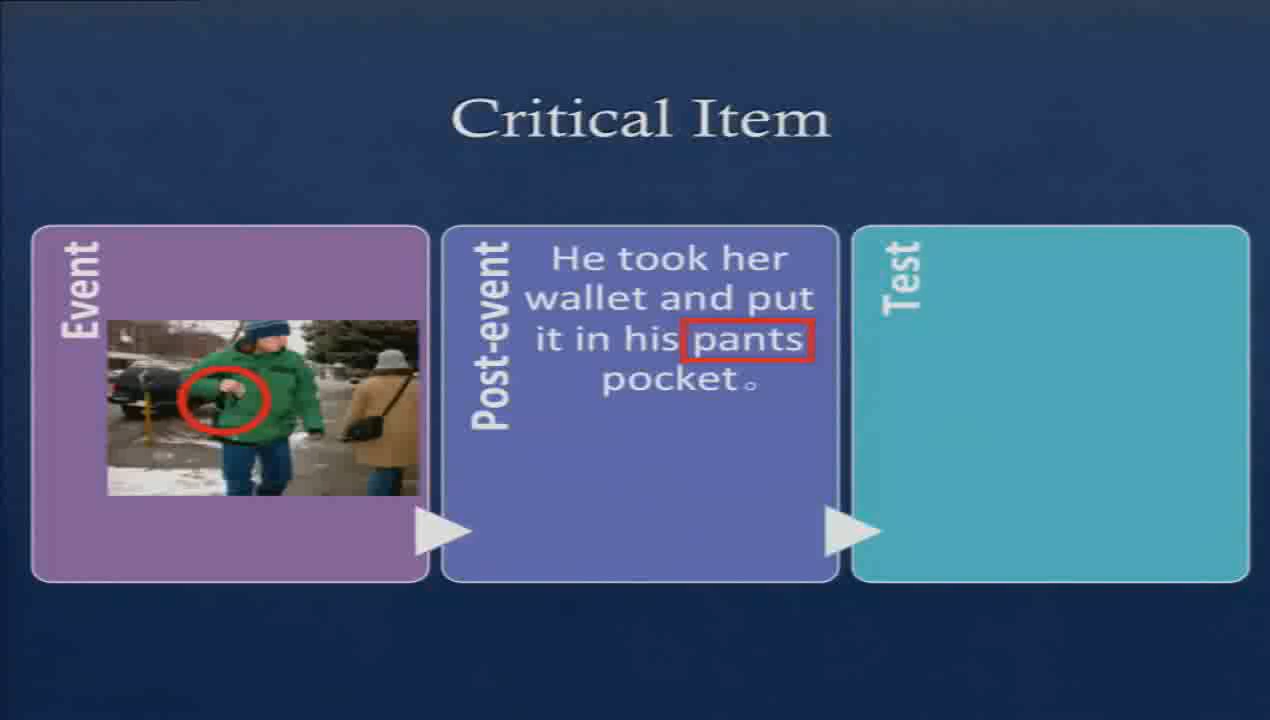 Critical Item
Event
Post-event
He took her
wallet and put
it in his pants
pocket。
Test